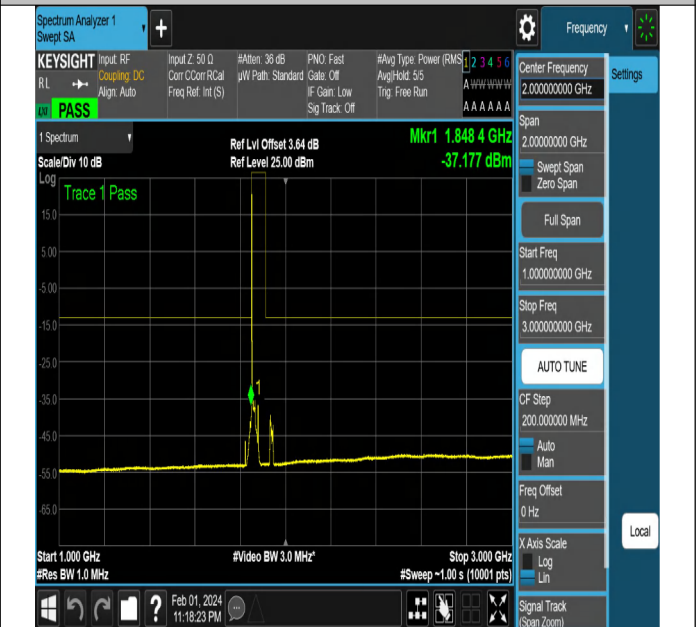 Spectrum Analyzer 1
Swept SA
Frequency
KEYSIGHT
Input: RF
Coupling: DC
Align: Auto
Input Z: 50 Ω
Corr CCorr RCal
Freq Ref: Int (S)
#Atten: 36 dB
µW Path: Standard
PNO: Fast
Gate: Off
IF Gain: Low
Sig Track: Off
#Avg Type: Power (RMS
Avg|Hold: 5/5
Trig: Free Run
1 2 3 4 5 6
A W W W W W
A A A A A A
RL
PASS
1 Spectrum
Scale/Div 10 dB
Ref Lvl Offset 3.64 dB
Ref Level 25.00 dBm
Mkr1 1.848 4 GHz
-37.177 dBm
Log
Trace 1 Pass
15.0
5.00
-5.00
-15.0
-25.0
-35.0
-45.0
-55.0
-65.0
1
Start 1.000 GHz
#Res BW 1.0 MHz
#Video BW 3.0 MHz*
Stop 3.000 GHz
#Sweep ~1.00 s (10001 pts)
Feb 01, 2024
11:18:23 PM
Center Frequency
2.000000000 GHz
Settings
Span
2.00000000 GHz
Swept Span
Zero Span
Full Span
Start Freq
1.000000000 GHz
Stop Freq
3.000000000 GHz
AUTO TUNE
CF Step
200.000000 MHz
Auto
Man
Freq Offset
0 Hz
X Axis Scale
Log
Lin
Local
Signal Track
(Span Zoom)